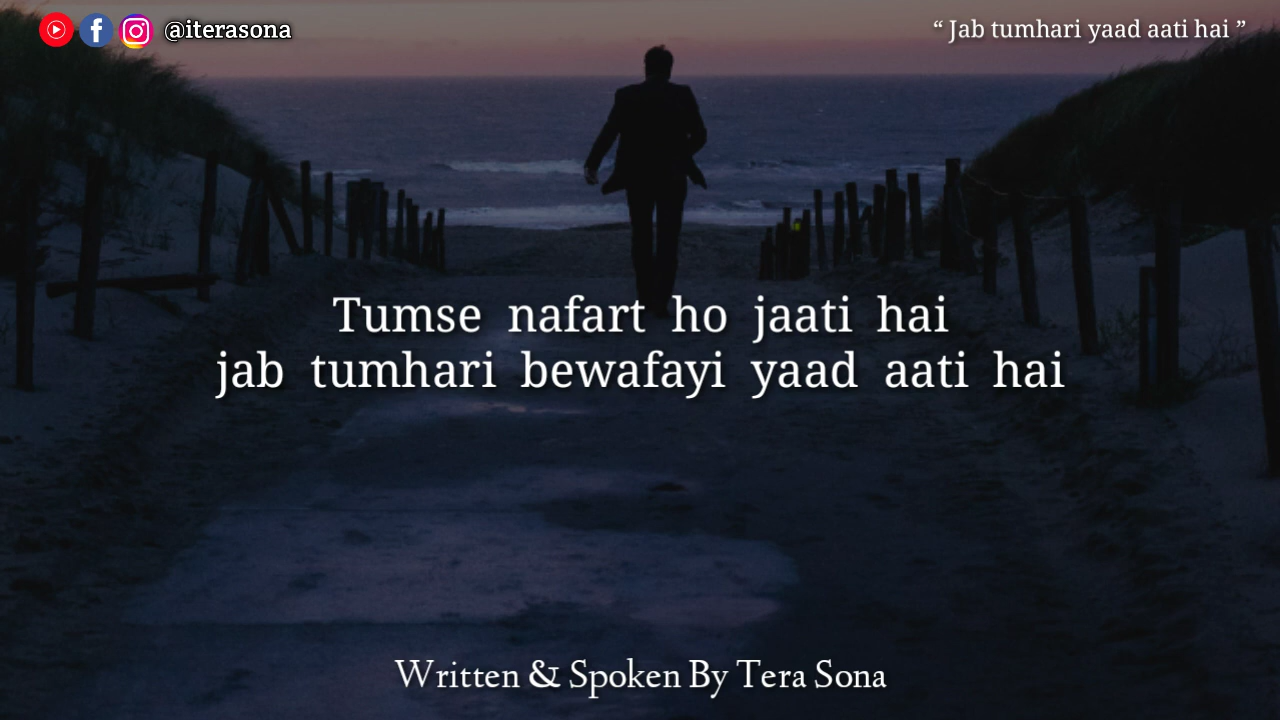 @iterasona
“ Jab tumhari yaad aati hai ”
Tumse nafart ho jaati hai
jab tumhari bewafayi yaad aati hai
Written & Spoken By Tera Sona